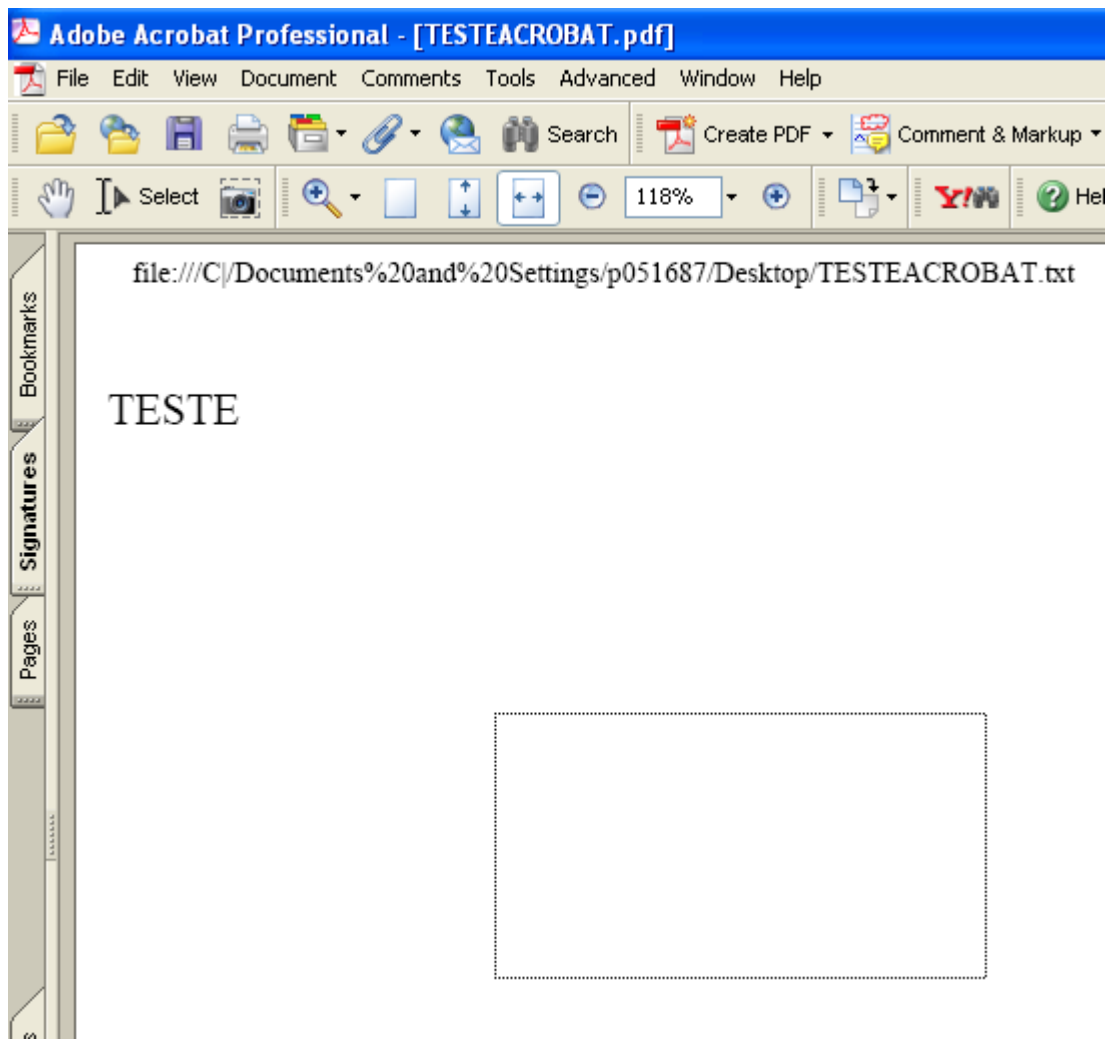 Adobe Acrobat Professional - [TESTEACROBAT.pdf]
File Edit View Document Comments Tools Advanced Window Help
Search Create PDF Comment & Markup
Select 118% Y! Hel
file:///C|/Documents%20and%20Settings/p051687/Desktop/TESTEACROBAT.txt
Bookmarks
TESTE
Signatures
Pages